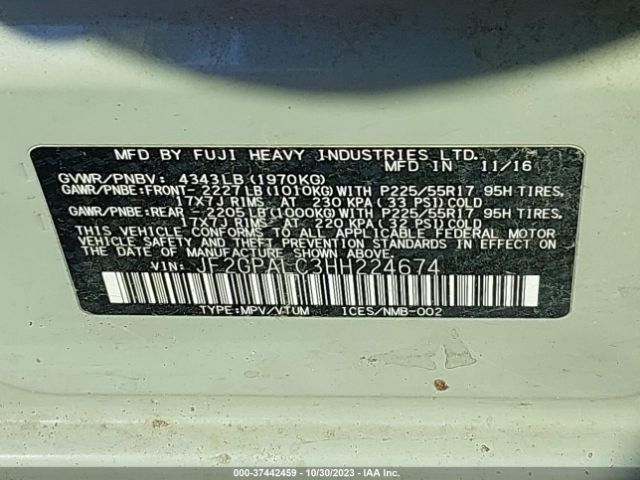 MFD BY FUJI HEAVY INDUSTRIES LTD.
MFD IN 11/16
GVWR/PNBV: 4343LB(1970KG)
GAWR/PNBE:FRONT- 2227LB(1010KG)WITH P225/55R17 95H TIRES.
17X7J RIMS AT 230 KPA(33 PSI)COLD
GAWR/PNBE:REAR - 2205LB(1000KG)WITH P225/55R17 95H TIRES.
17X7J RIMS AT 220 KPA(32 PSI)COLD
THIS VEHICLE CONFORMS TO ALL APPLICABLE FEDERAL MOTOR
VEHICLE SAFETY AND THEFT PREVENTION STANDARDS IN EFFECT
ON THE DATE OF MANUFACTURE SHOWN ABOVE.
VIN: JF2GPALC3HH224674
TYPE:MPV/VTUM ICES/NMB-002
000-37442459 - 10/30/2023 - IAA Inc.